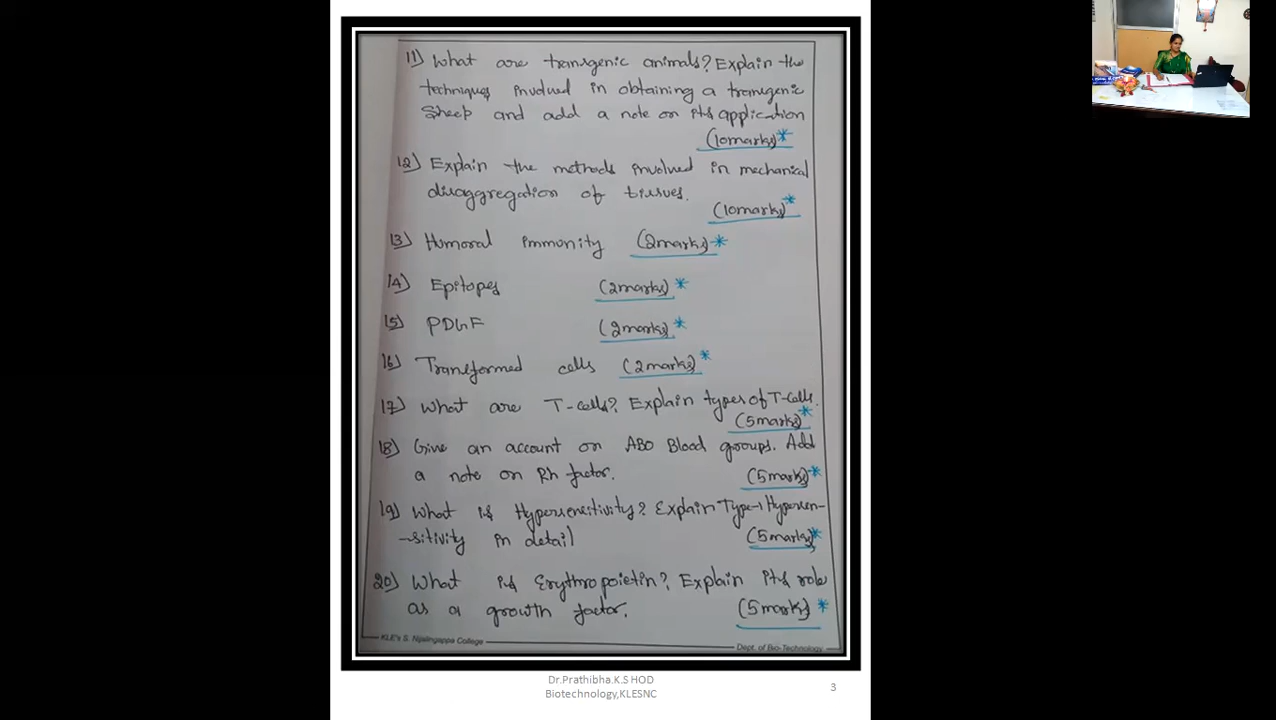 11) What are transgenic animals? Explain the
techniques involved in obtaining a transgenic
sheep and add a note on its application
(10marks)*
12) Explain the methods involved in mechanical
disaggregation of tissues.
(10marks)*
13) Humoral immunity (2marks)*
14) Epitopes (2marks)*
15) PDGF (2marks)*
16) Transformed cells (2marks)*
17) What are T-cells? Explain types of T-cells.
(5marks)*
18) Give an account on ABO Blood groups. Add
a note on Rh factor. (5marks)*
19) What is Hypersensitivity? Explain Type-1 Hypersen-
-sitivity in detail (5marks)*
20) What is Erythropoietin? Explain its role
as a growth factor. (5marks)*
KLE's S. Nijalingappa College
Dept. of Bio-Technology
Dr.Prathibha.K.S HOD
Biotechnology,KLESNC
3